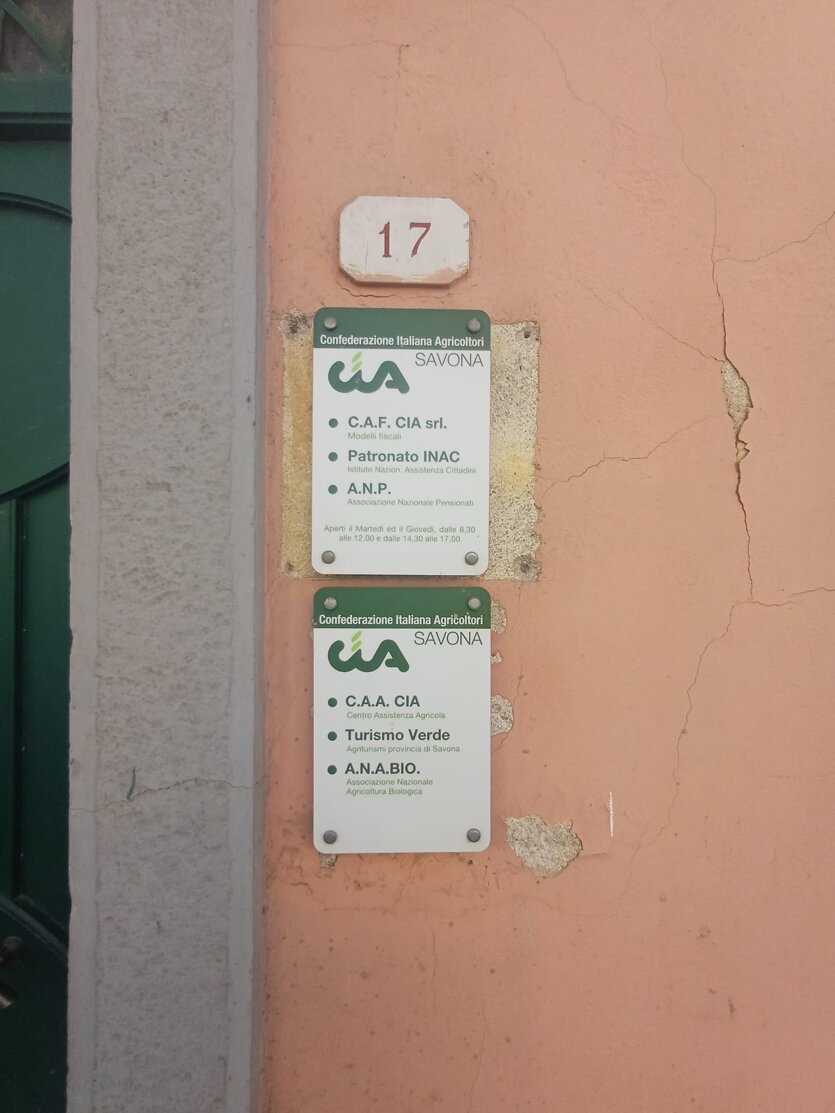 17
Confederazione Italiana Agricoltori
SAVONA
CiA
C.A.F. CIA srl.
Modelli fiscali
Patronato INAC
Istituto Nazion. Assistenza Cittadini
A.N.P.
Associazione Nazionale Pensionati
Aperti il Martedì ed il Giovedì, dalle 8,30
alle 12,00 e dalle 14,30 alle 17,00.
Confederazione Italiana Agricoltori
SAVONA
CiA
C.A.A. CIA
Centro Assistenza Agricola
Turismo Verde
Agriturismi provincia di Savona
A.N.A.BIO.
Associazione Nazionale
Agricoltura Biologica